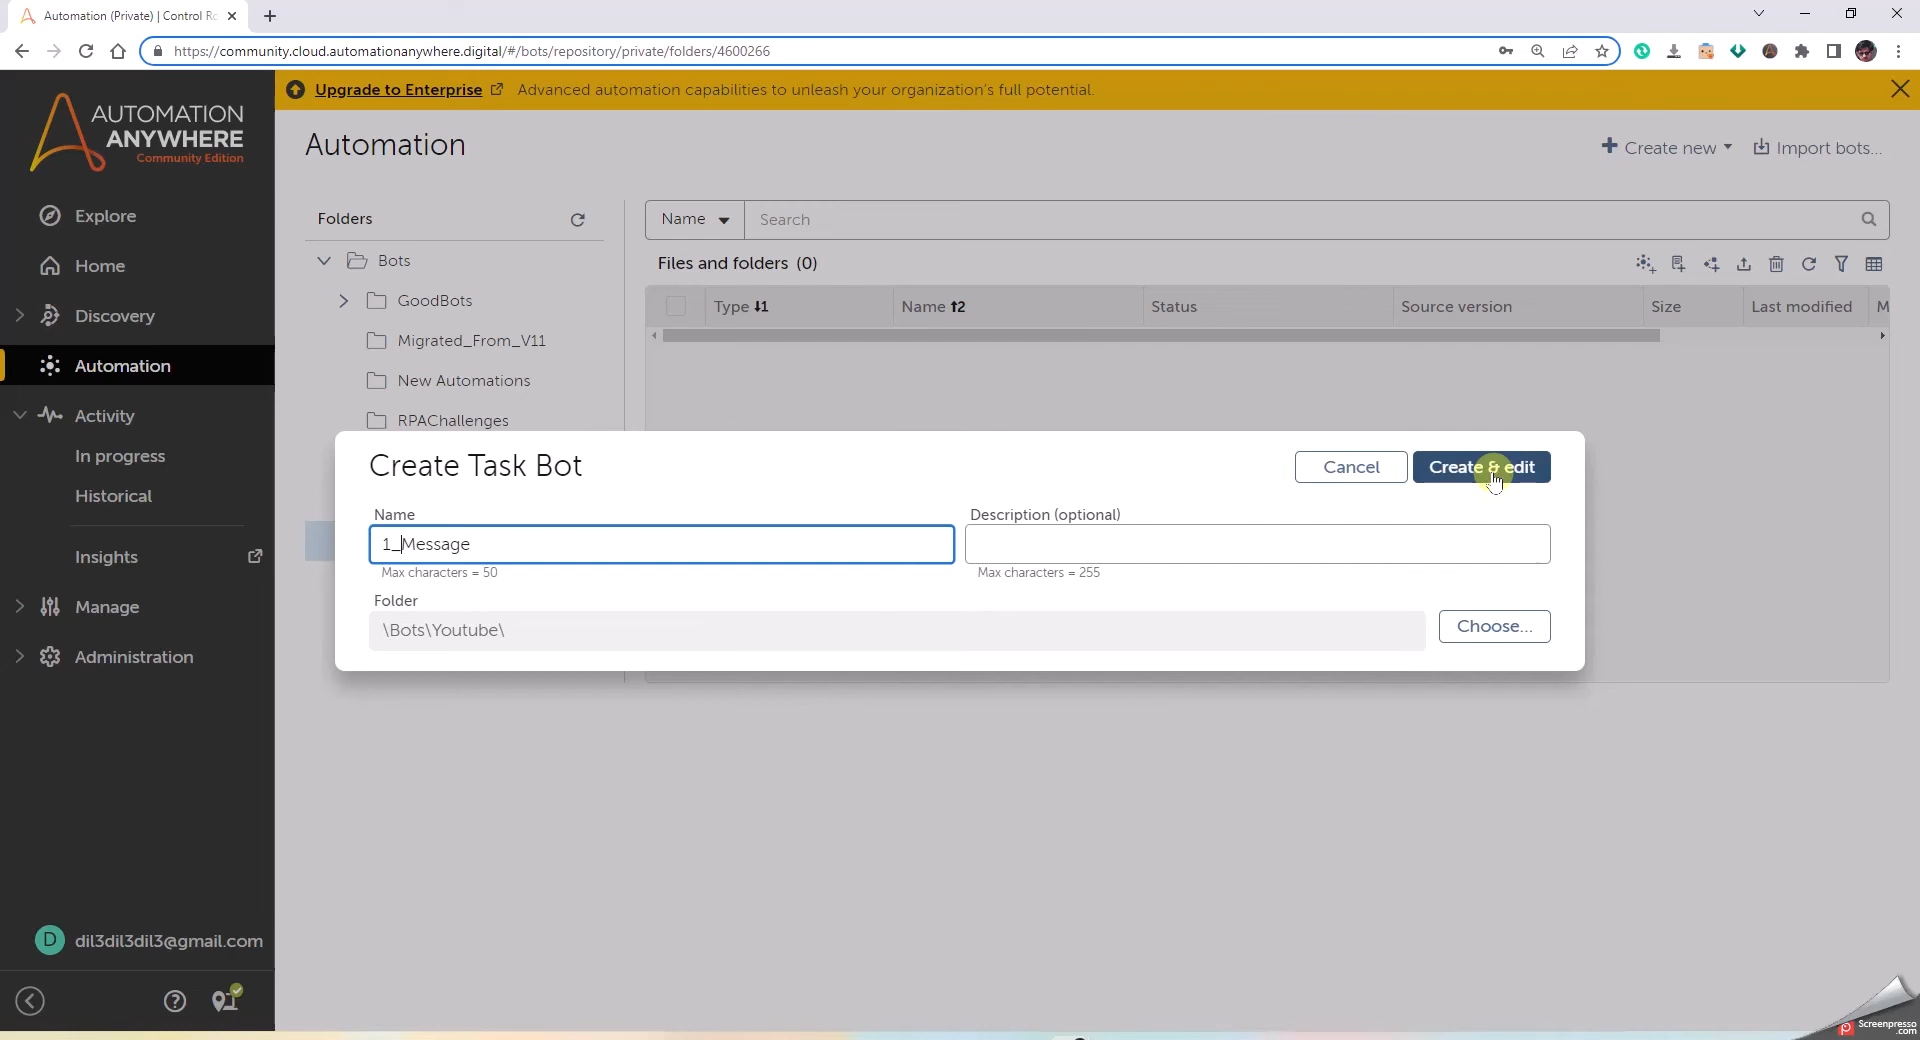 Automation (Private) | Control Ro
https://community.cloud.automationanywhere.digital/#/bots/repository/private/folders/4600266
AUTOMATION
ANYWHERE
Community Edition
Upgrade to Enterprise Advanced automation capabilities to unleash your organization's full potential.
Automation
Create new
Import bots...
Explore
Home
Discovery
Automation
Activity
In progress
Historical
Insights
Manage
Administration
Folders
Bots
GoodBots
Migrated_From_V11
New Automations
RPAChallenges
Name
Search
Files and folders (0)
Type Name Status Source version Size Last modified M
Create Task Bot
Cancel
Create & edit
Name
1_Message
Max characters = 50
Description (optional)
Max characters = 255
Folder
\Bots\Youtube\
Choose...
D
dil3dil3dil3@gmail.com
Screenpresso
.com